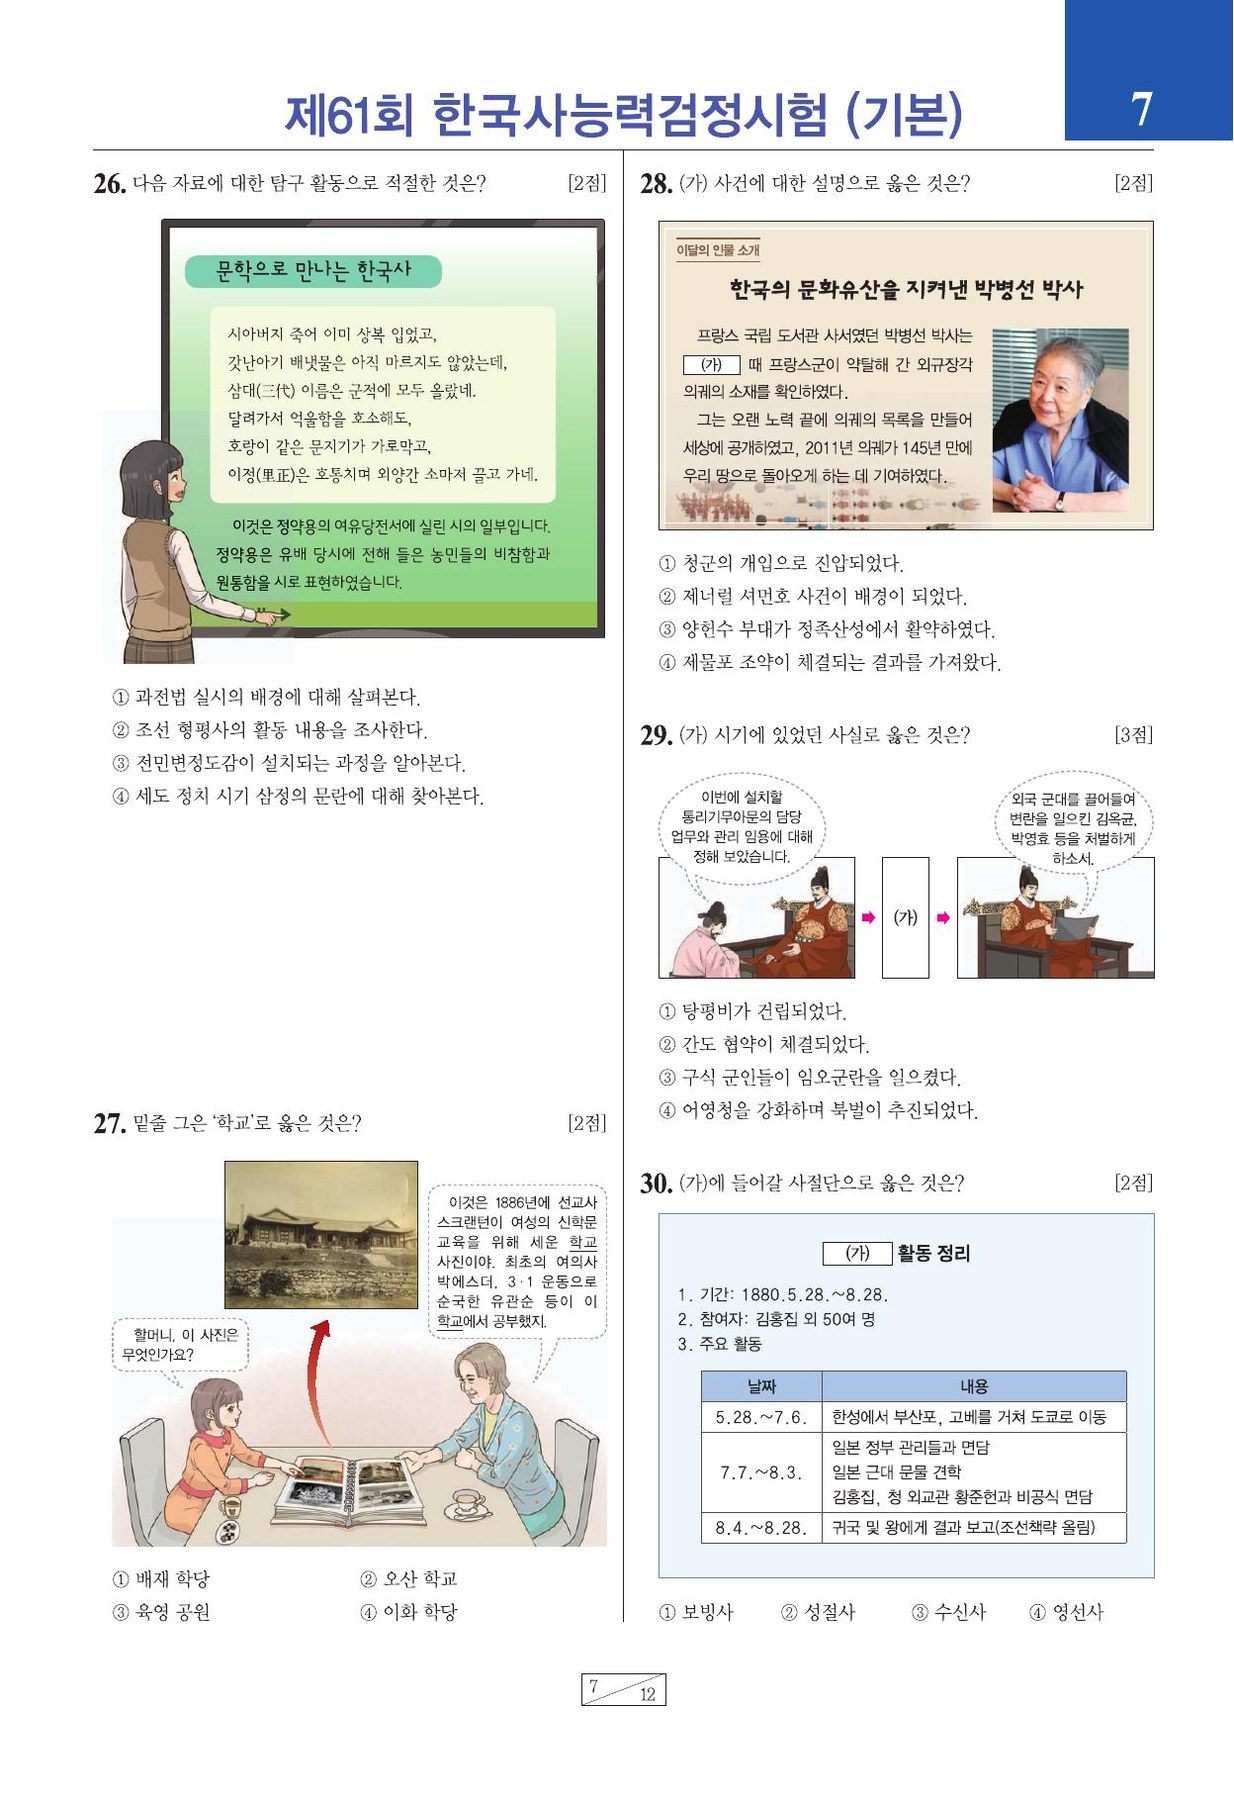 제61회 한국사능력검정시험 (기본)
7
26. 다음 자료에 대한 탐구 활동으로 적절한 것은? [2점]
문학으로 만나는 한국사
시아버지 죽어 이미 상복 입었고,
갓난아기 배냇물은 아직 마르지도 않았는데,
삼대(三代) 이름은 군적에 모두 올랐네.
달려가서 억울함을 호소해도,
호랑이 같은 문지기가 가로막고,
이정(里正)은 호통치며 외양간 소마저 끌고 가네.
이것은 정약용의 여유당전서에 실린 시의 일부입니다.
정약용은 유배 당시에 전해 들은 농민들의 비참함과
원통함을 시로 표현하였습니다.
① 과전법 실시의 배경에 대해 살펴본다.
② 조선 형평사의 활동 내용을 조사한다.
③ 전민변정도감이 설치되는 과정을 알아본다.
④ 세도 정치 시기 삼정의 문란에 대해 찾아본다.
27. 밑줄 그은 ‘학교’로 옳은 것은? [2점]
이것은 1886년에 선교사
스크랜턴이 여성의 신학문
교육을 위해 세운 학교
사진이야. 최초의 여의사
박에스더, 3·1 운동으로
순국한 유관순 등이 이
학교에서 공부했지.
할머니, 이 사진은
무엇인가요?
① 배재 학당 ② 오산 학교
③ 육영 공원 ④ 이화 학당
28. (가) 사건에 대한 설명으로 옳은 것은? [2점]
이달의 인물 소개
한국의 문화유산을 지켜낸 박병선 박사
프랑스 국립 도서관 사서였던 박병선 박사는
(가) 때 프랑스군이 약탈해 간 외규장각
의궤의 소재를 확인하였다.
그는 오랜 노력 끝에 의궤의 목록을 만들어
세상에 공개하였고, 2011년 의궤가 145년 만에
우리 땅으로 돌아오게 하는 데 기여하였다.
① 청군의 개입으로 진압되었다.
② 제너럴 셔먼호 사건이 배경이 되었다.
③ 양헌수 부대가 정족산성에서 활약하였다.
④ 제물포 조약이 체결되는 결과를 가져왔다.
29. (가) 시기에 있었던 사실로 옳은 것은? [3점]
이번에 설치할
통리기무아문의 담당
업무와 관리 임용에 대해
정해 보았습니다.
(가)
외국 군대를 끌어들여
변란을 일으킨 김옥균,
박영효 등을 처벌하게
하소서.
① 탕평비가 건립되었다.
② 간도 협약이 체결되었다.
③ 구식 군인들이 임오군란을 일으켰다.
④ 어영청을 강화하며 북벌이 추진되었다.
30. (가)에 들어갈 사절단으로 옳은 것은? [2점]
(가) 활동 정리
1. 기간: 1880.5.28.~8.28.
2. 참여자: 김홍집 외 50여 명
3. 주요 활동
날짜 내용
5.28.~7.6. 한성에서 부산포, 고베를 거쳐 도쿄로 이동
일본 정부 관리들과 면담
7.7.~8.3. 일본 근대 문물 견학
김홍집, 청 외교관 황준헌과 비공식 면담
8.4.~8.28. 귀국 및 왕에게 결과 보고(조선책략 올림)
① 보빙사 ② 성절사 ③ 수신사 ④ 영선사
7
12